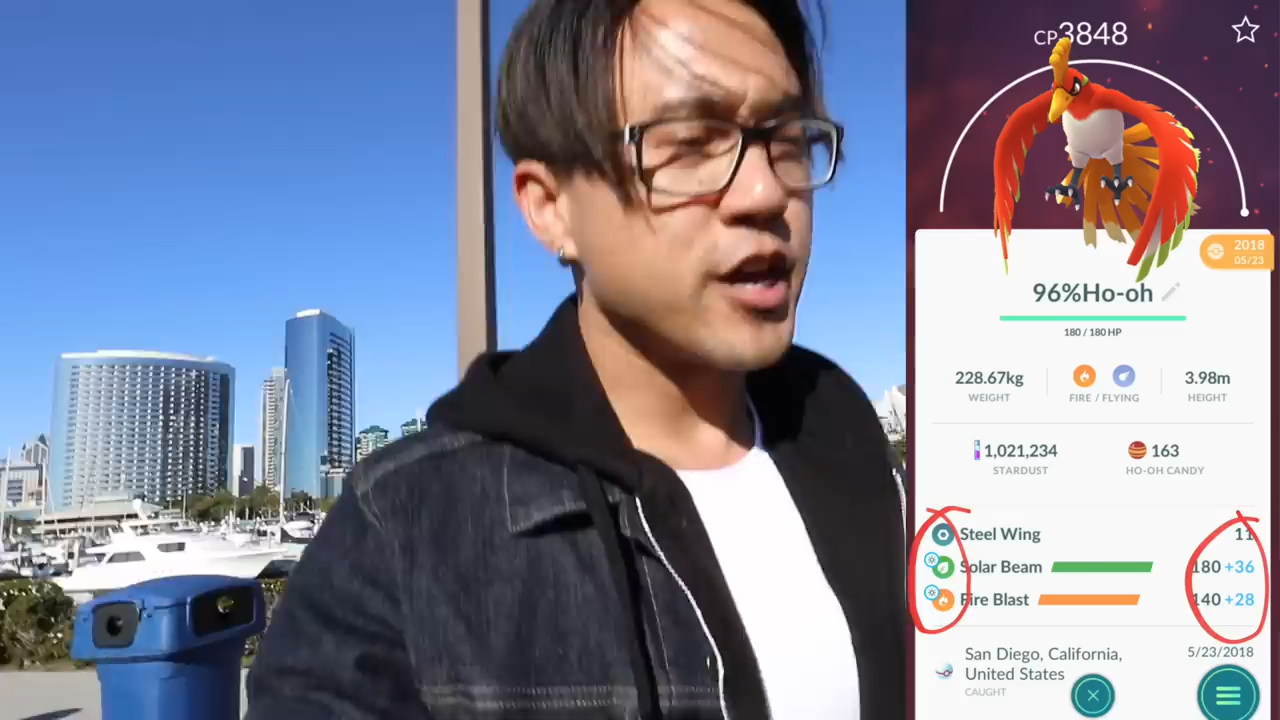 CP3848
2018
05/23
96%Ho-oh
180 / 180 HP
228.67kg
WEIGHT
FIRE / FLYING
3.98m
HEIGHT
1,021,234
STARDUST
163
HO-OH CANDY
Steel Wing 11
Solar Beam 180 +36
Fire Blast 140 +28
San Diego, California,
United States
CAUGHT
5/23/2018